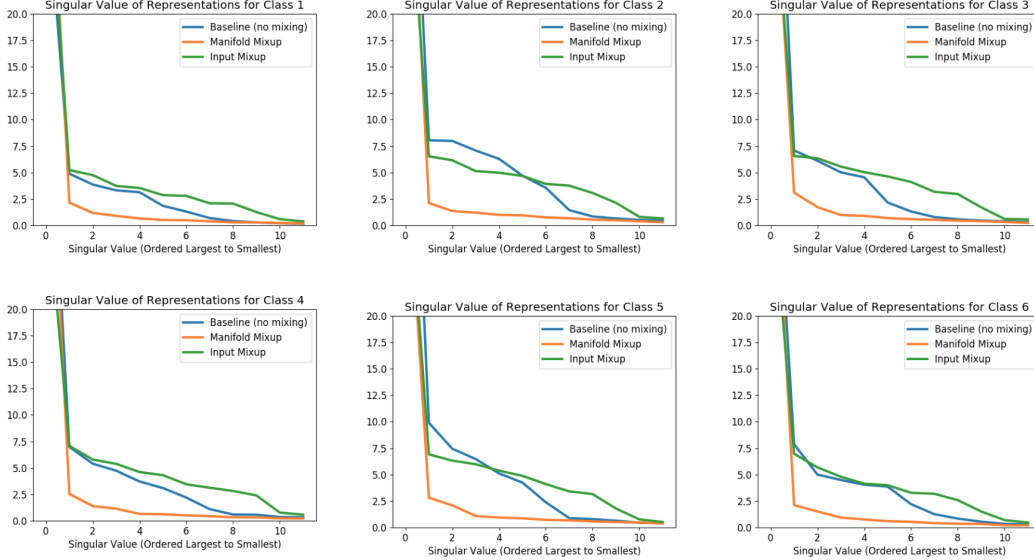 Singular Value of Representations for Class 1
20.0
17.5
15.0
12.5
10.0
7.5
5.0
2.5
0.0
Baseline (no mixing)
Manifold Mixup
Input Mixup
0 2 4 6 8 10
Singular Value (Ordered Largest to Smallest)
Singular Value of Representations for Class 2
20.0
17.5
15.0
12.5
10.0
7.5
5.0
2.5
0.0
Baseline (no mixing)
Manifold Mixup
Input Mixup
0 2 4 6 8 10
Singular Value (Ordered Largest to Smallest)
Singular Value of Representations for Class 3
20.0
17.5
15.0
12.5
10.0
7.5
5.0
2.5
0.0
Baseline (no mixing)
Manifold Mixup
Input Mixup
0 2 4 6 8 10
Singular Value (Ordered Largest to Smallest)
Singular Value of Representations for Class 4
20.0
17.5
15.0
12.5
10.0
7.5
5.0
2.5
0.0
Baseline (no mixing)
Manifold Mixup
Input Mixup
0 2 4 6 8 10
Singular Value (Ordered Largest to Smallest)
Singular Value of Representations for Class 5
20.0
17.5
15.0
12.5
10.0
7.5
5.0
2.5
0.0
Baseline (no mixing)
Manifold Mixup
Input Mixup
0 2 4 6 8 10
Singular Value (Ordered Largest to Smallest)
Singular Value of Representations for Class 6
20.0
17.5
15.0
12.5
10.0
7.5
5.0
2.5
0.0
Baseline (no mixing)
Manifold Mixup
Input Mixup
0 2 4 6 8 10
Singular Value (Ordered Largest to Smallest)